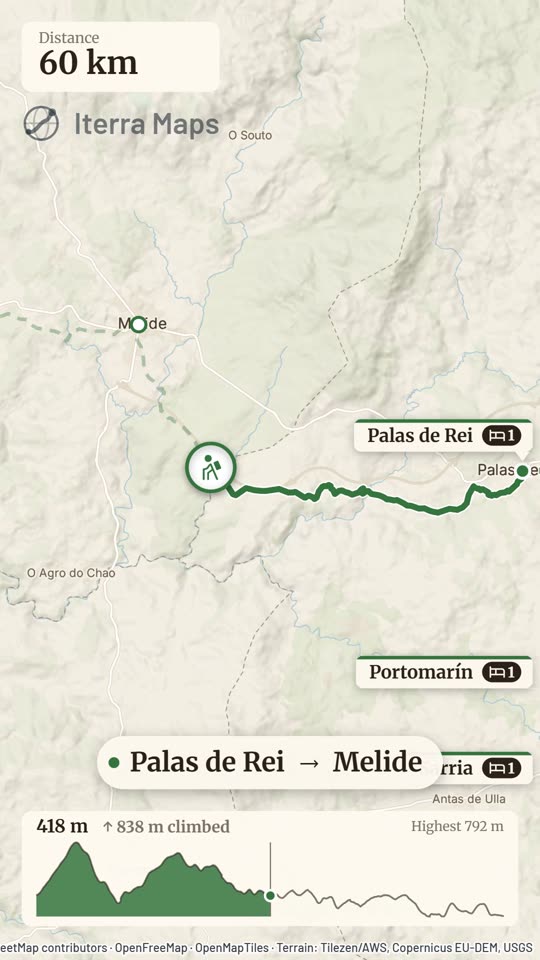 Distance
60 km
Iterra Maps
O Souto
Melide
Palas de Rei 1
Palas
O Agro do Chao
Portomarín 1
Palas de Rei → Melide
rria 1
Antas de Ulla
418 m ↑ 838 m climbed Highest 792 m
eetMap contributors · OpenFreeMap · OpenMapTiles · Terrain: Tilezen/AWS, Copernicus EU-DEM, USGS